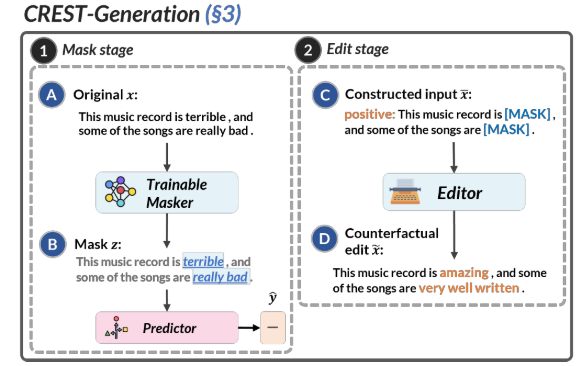 CREST-Generation (§3)
1 Mask stage
A Original x:
This music record is terrible , and
some of the songs are really bad .
Trainable
Masker
B Mask z:
This music record is terrible , and
some of the songs are really bad .
ŷ
Predictor
−
2 Edit stage
C Constructed input x̄:
positive: This music record is [MASK] ,
and some of the songs are [MASK] .
Editor
D Counterfactual
edit x̃:
This music record is amazing , and some
of the songs are very well written .